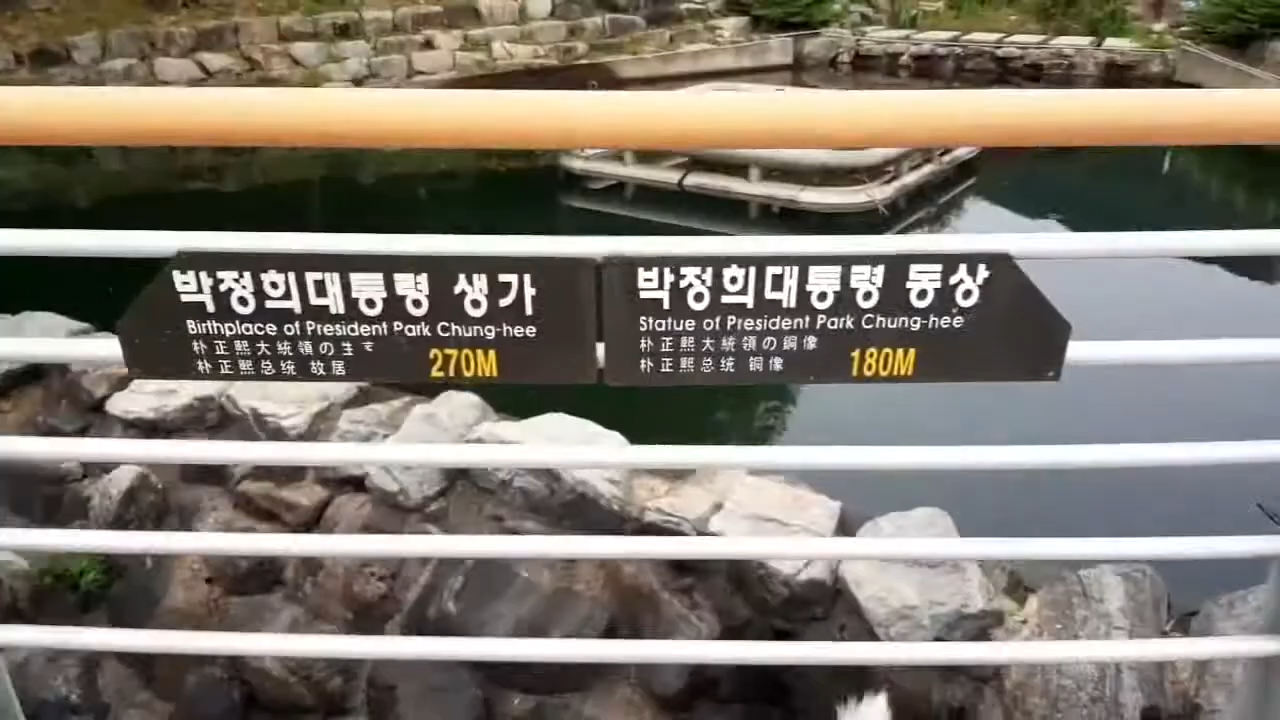 박정희대통령 생가
Birthplace of President Park Chung-hee
朴正熙大統領の生
朴正熙总统 故居
270M
박정희대통령 동상
Statue of President Park Chung-hee
朴正熙大統領の銅像
朴正熙总统 铜像
180M